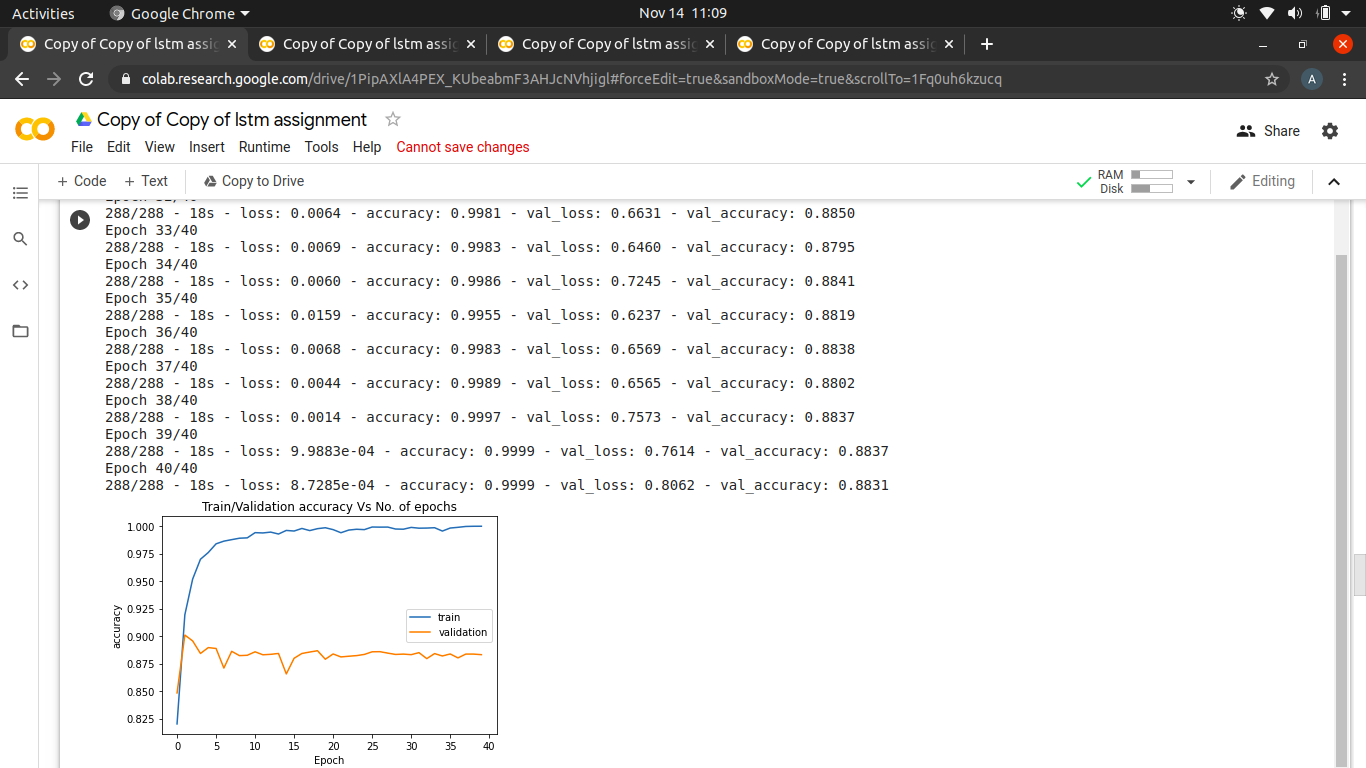 Activities
Google Chrome
Nov 14 11:09
Copy of Copy of lstm assig
Copy of Copy of lstm assig
Copy of Copy of lstm assig
Copy of Copy of lstm assig
colab.research.google.com/drive/1PipAXlA4PEX_KUbeabmF3AHJcNVhjigl#forceEdit=true&sandboxMode=true&scrollTo=1Fq0uh6kzucq
A
Copy of Copy of lstm assignment
File Edit View Insert Runtime Tools Help Cannot save changes
Share
+ Code + Text Copy to Drive
RAM
Disk
Editing
288/288 - 18s - loss: 0.0064 - accuracy: 0.9981 - val_loss: 0.6631 - val_accuracy: 0.8850
Epoch 33/40
288/288 - 18s - loss: 0.0069 - accuracy: 0.9983 - val_loss: 0.6460 - val_accuracy: 0.8795
Epoch 34/40
288/288 - 18s - loss: 0.0060 - accuracy: 0.9986 - val_loss: 0.7245 - val_accuracy: 0.8841
Epoch 35/40
288/288 - 18s - loss: 0.0159 - accuracy: 0.9955 - val_loss: 0.6237 - val_accuracy: 0.8819
Epoch 36/40
288/288 - 18s - loss: 0.0068 - accuracy: 0.9983 - val_loss: 0.6569 - val_accuracy: 0.8838
Epoch 37/40
288/288 - 18s - loss: 0.0044 - accuracy: 0.9989 - val_loss: 0.6565 - val_accuracy: 0.8802
Epoch 38/40
288/288 - 18s - loss: 0.0014 - accuracy: 0.9997 - val_loss: 0.7573 - val_accuracy: 0.8837
Epoch 39/40
288/288 - 18s - loss: 9.9883e-04 - accuracy: 0.9999 - val_loss: 0.7614 - val_accuracy: 0.8837
Epoch 40/40
288/288 - 18s - loss: 8.7285e-04 - accuracy: 0.9999 - val_loss: 0.8062 - val_accuracy: 0.8831
Train/Validation accuracy Vs No. of epochs
1.000
0.975
0.950
0.925
0.900
0.875
0.850
0.825
accuracy
train
validation
0 5 10 15 20 25 30 35 40
Epoch